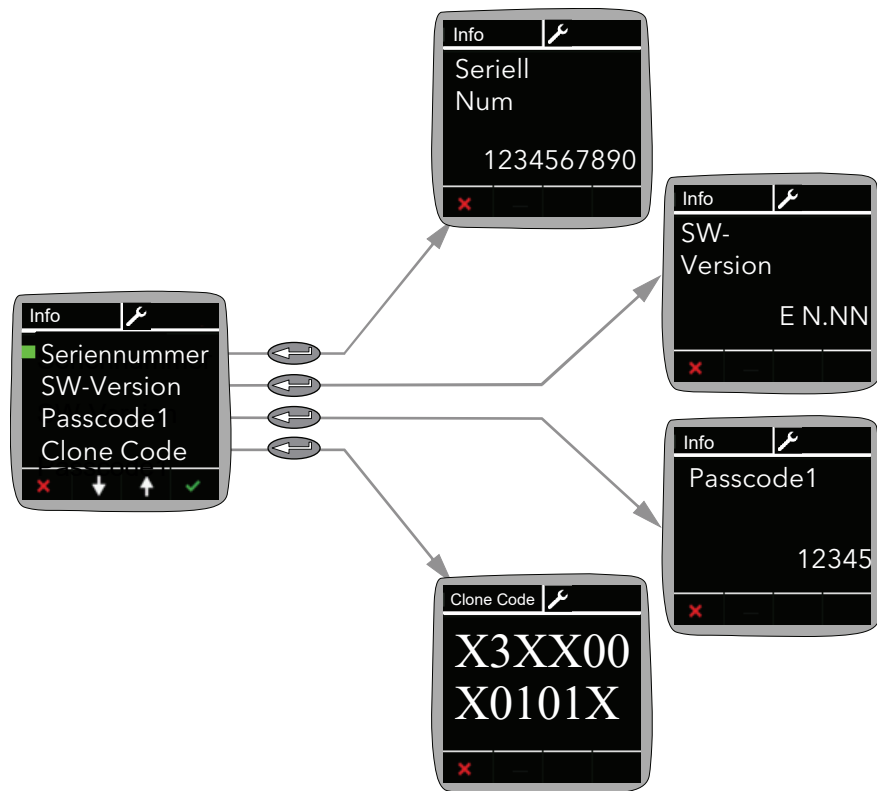 Info
Seriell
Num
1234567890
Info
SW-
Version
E N.NN
Info
Seriennummer
SW-Version
Passcode1
Clone Code
Info
Passcode1
12345
Clone Code
X3XX00
X0101X